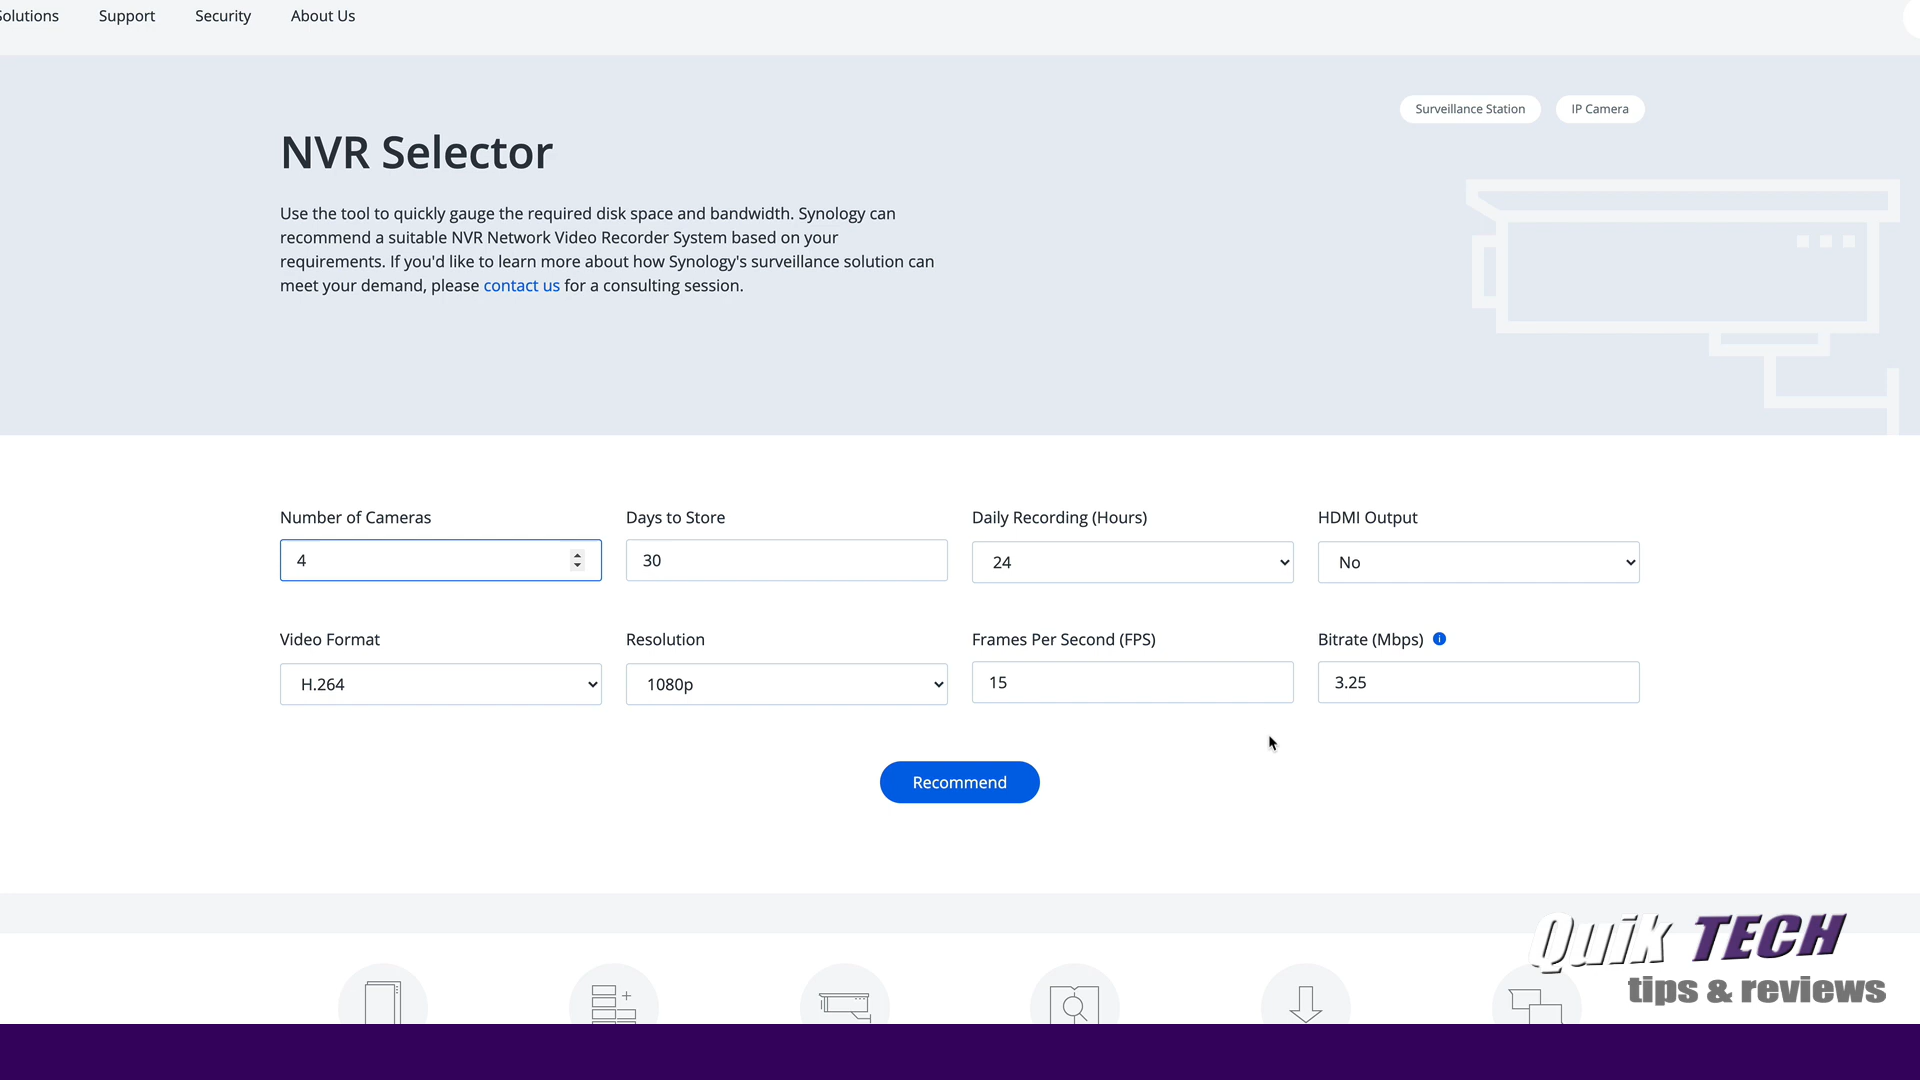 Solutions Support Security About Us
Surveillance Station IP Camera
NVR Selector
Use the tool to quickly gauge the required disk space and bandwidth. Synology can
recommend a suitable NVR Network Video Recorder System based on your
requirements. If you'd like to learn more about how Synology's surveillance solution can
meet your demand, please contact us for a consulting session.
Number of Cameras Days to Store Daily Recording (Hours) HDMI Output
4 30 24 No
Video Format Resolution Frames Per Second (FPS) Bitrate (Mbps) i
H.264 1080p 15 3.25
Recommend
Quik TECH
tips & reviews